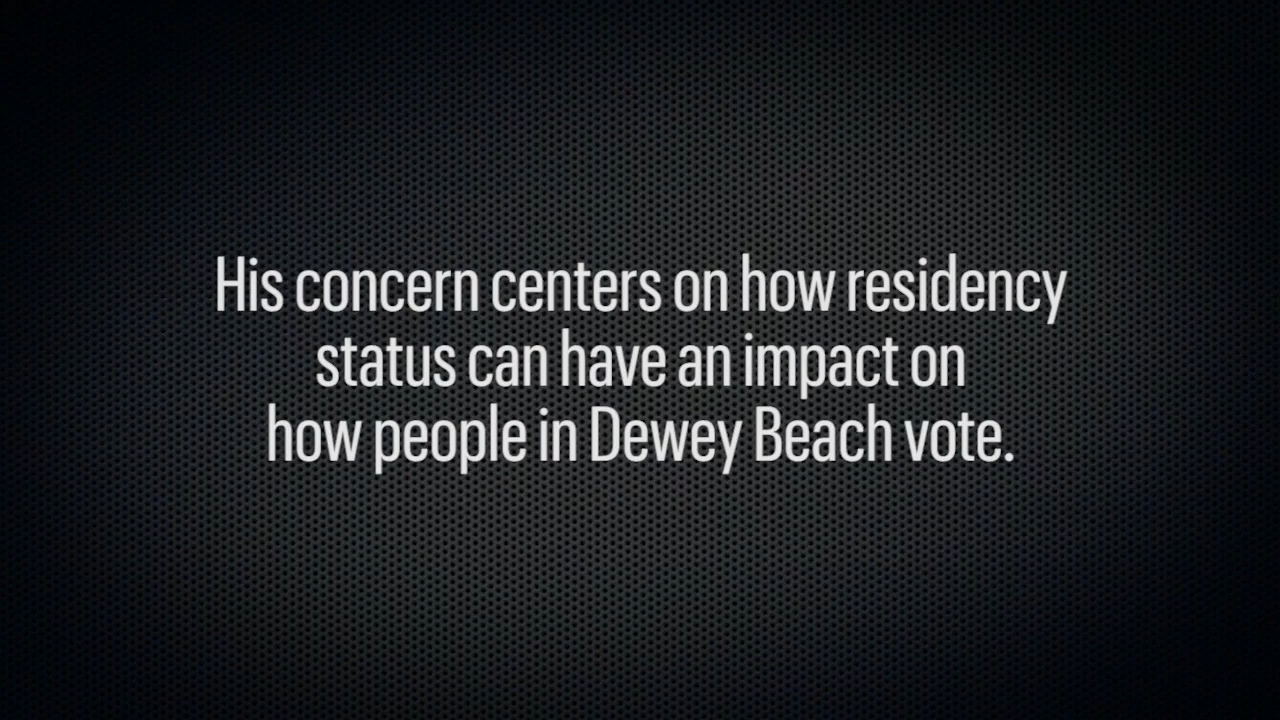 His concern centers on how residency
status can have an impact on
how people in Dewey Beach vote.